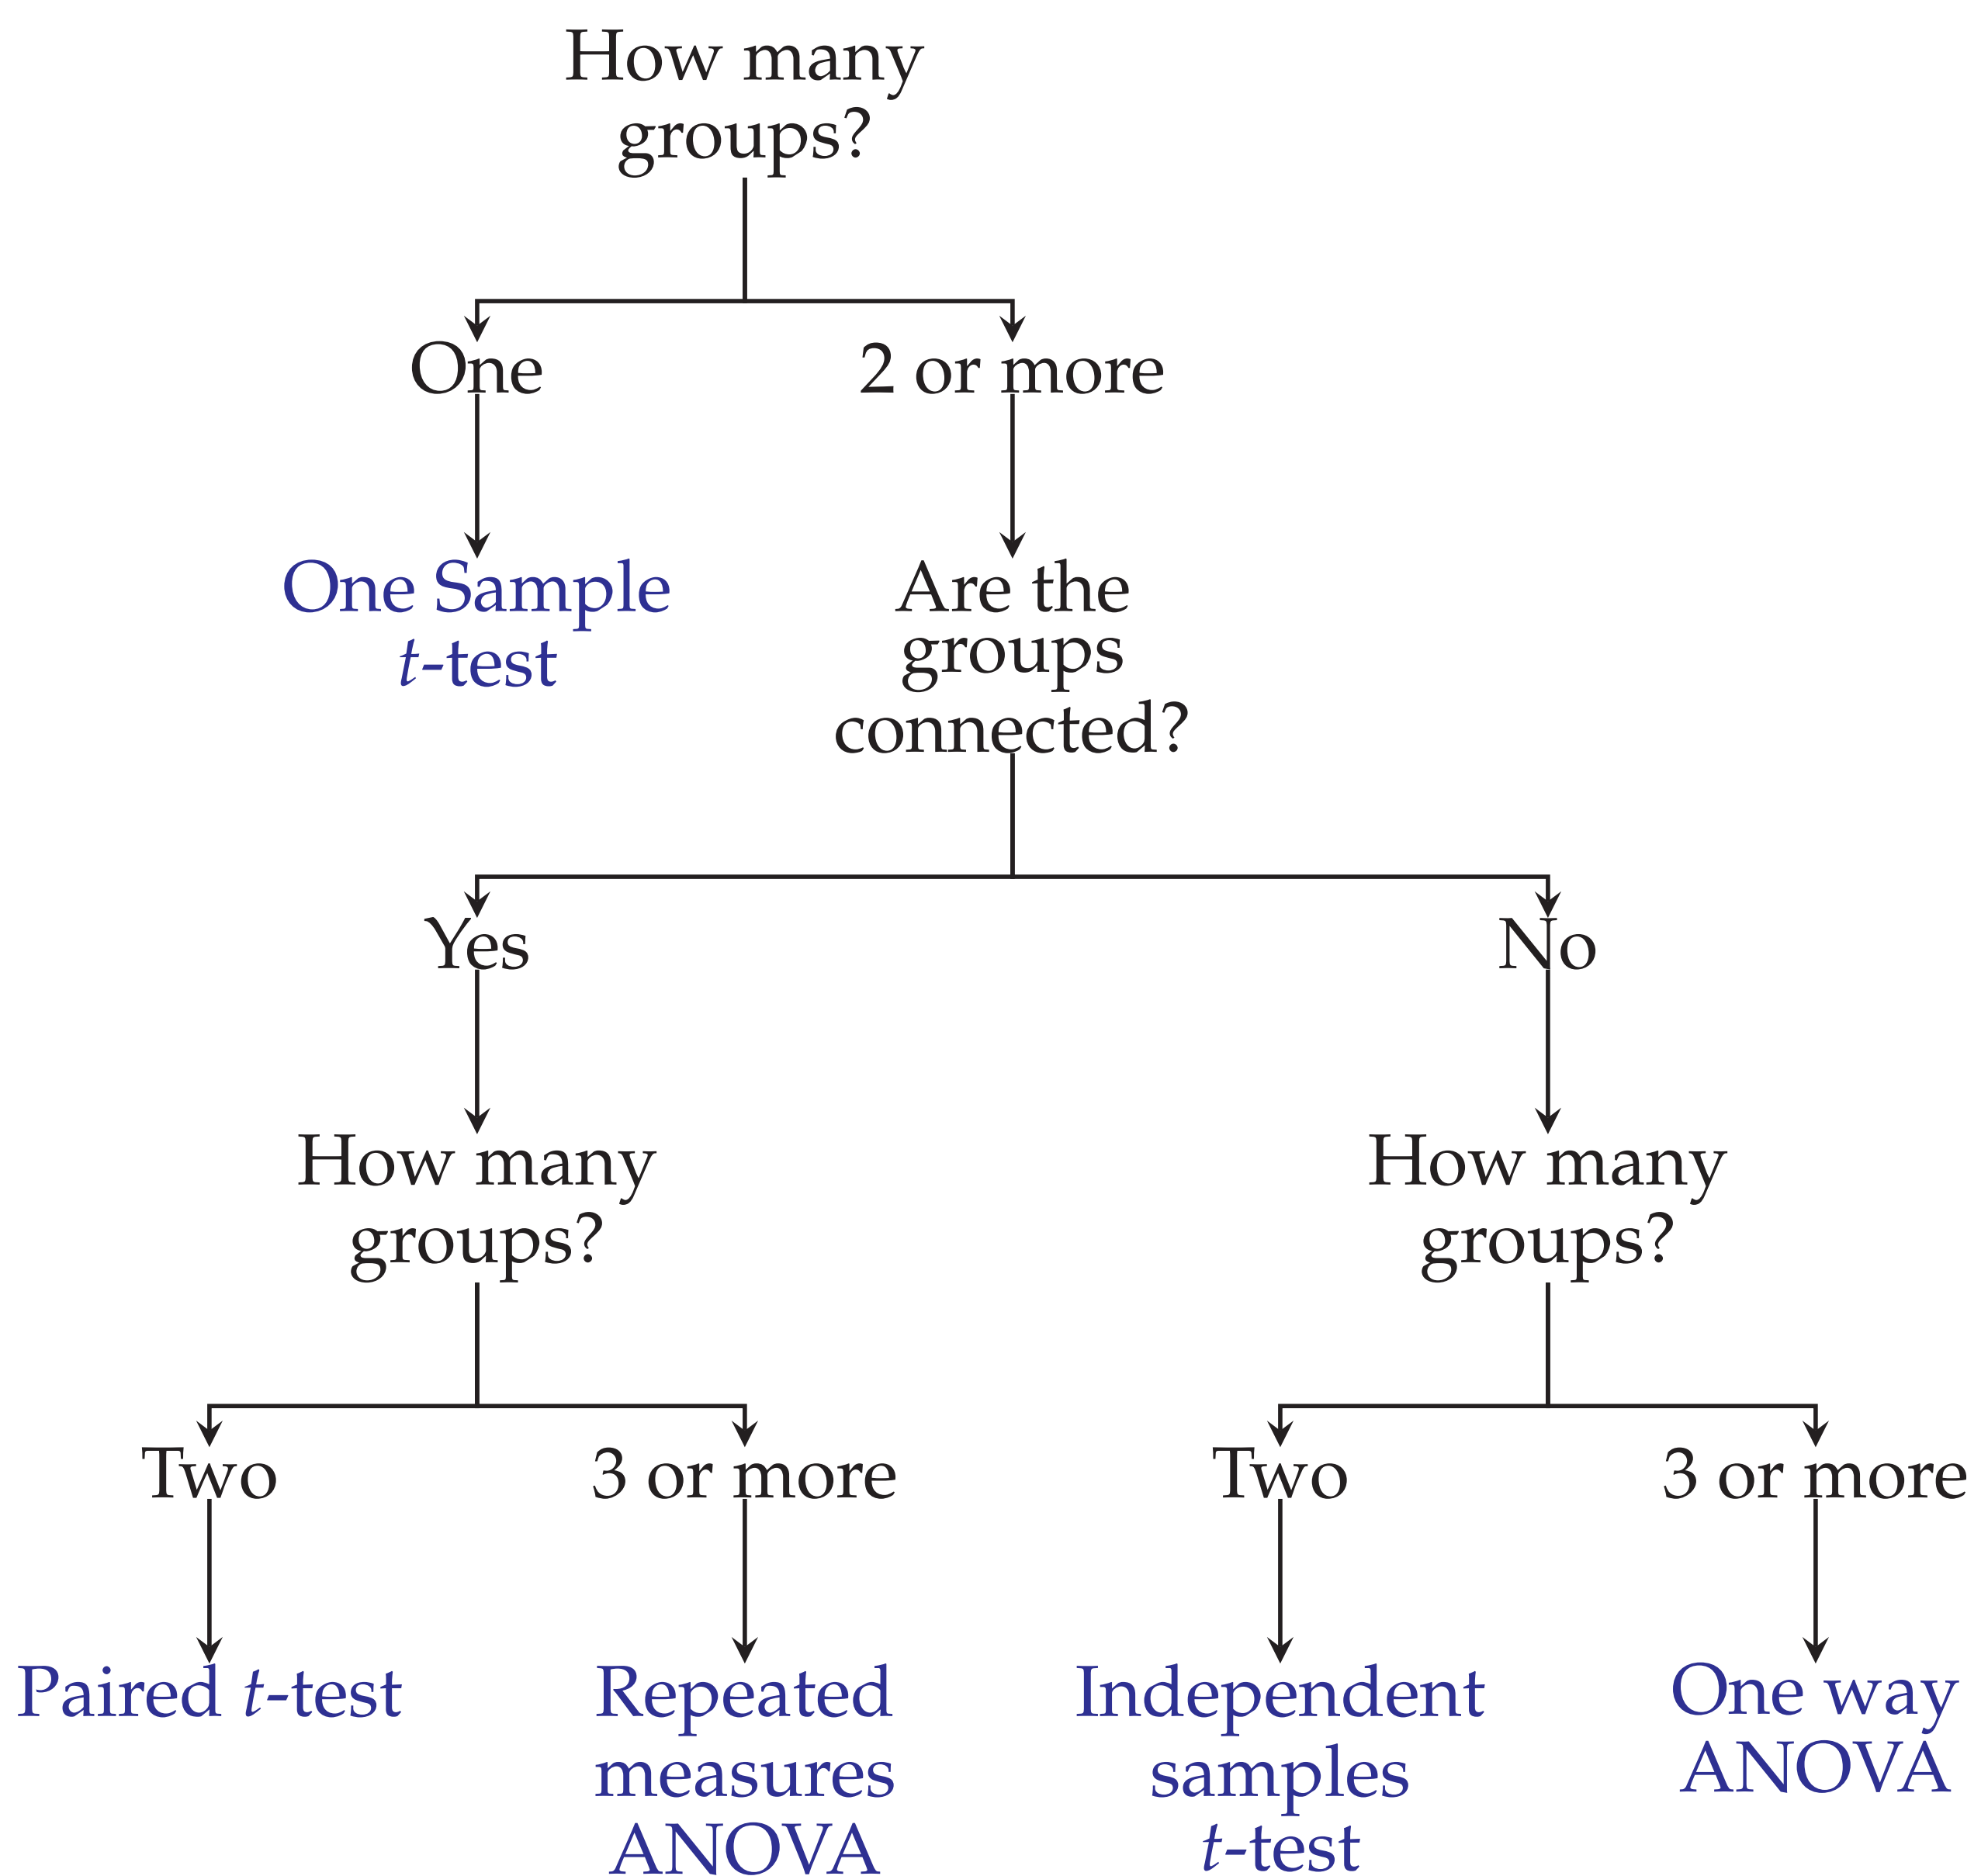 How many
groups?
One
2 or more
One Sample
t-test
Are the
groups
connected?
Yes
No
How many
groups?
How many
groups?
Two
3 or more
Two
3 or more
Paired t-test
Repeated
measures
ANOVA
Independent
samples
t-test
One way
ANOVA